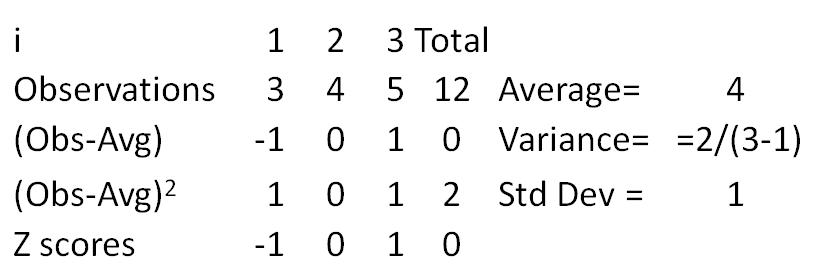 i 1 2 3 Total
Observations 3 4 5 12 Average= 4
(Obs-Avg) -1 0 1 0 Variance= =2/(3-1)
(Obs-Avg)² 1 0 1 2 Std Dev = 1
Z scores -1 0 1 0